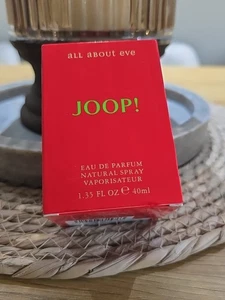 all about eve
JOOP!
EAU DE PARFUM
NATURAL SPRAY
VAPORISATEUR
1.35 FL OZ ℮ 40ml